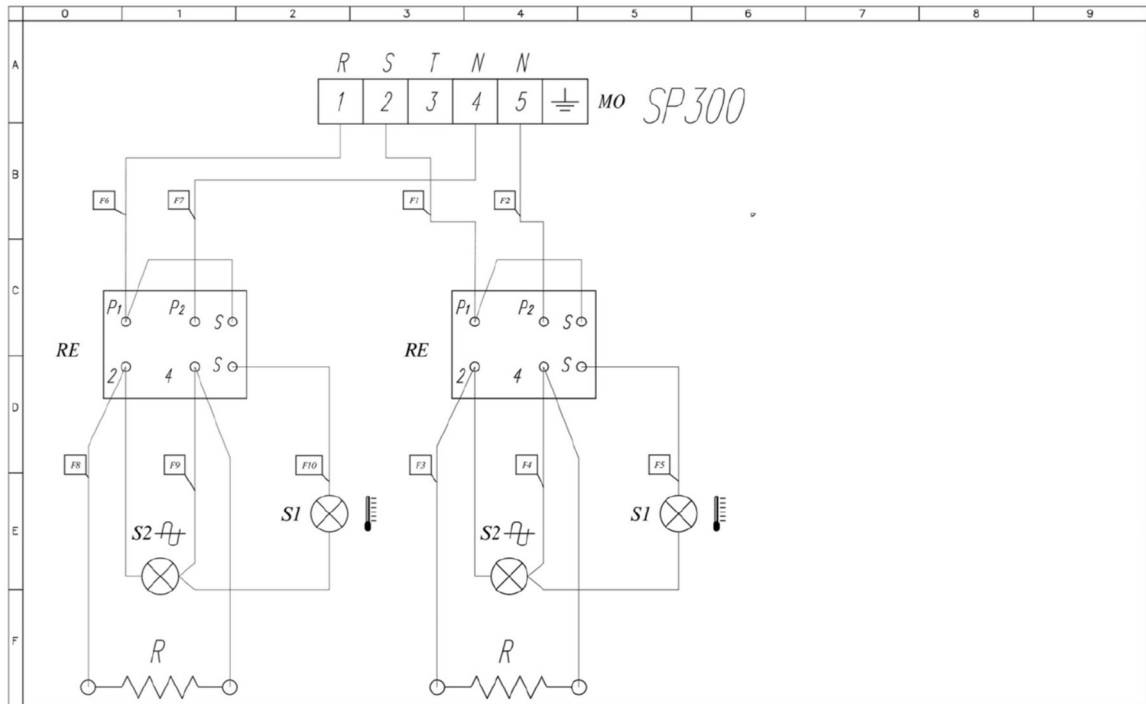 0 1 2 3 4 5 6 7 8 9
A
R S T N N
1 2 3 4 5 MO SP300
B
F6 F7 F1 F2
C
P1 P2 S P1 P2 S
RE RE
2 4 S 2 4 S
D
F8 F9 F10 F3 F4 F5
E
S2 S1 S2 S1
F
R R